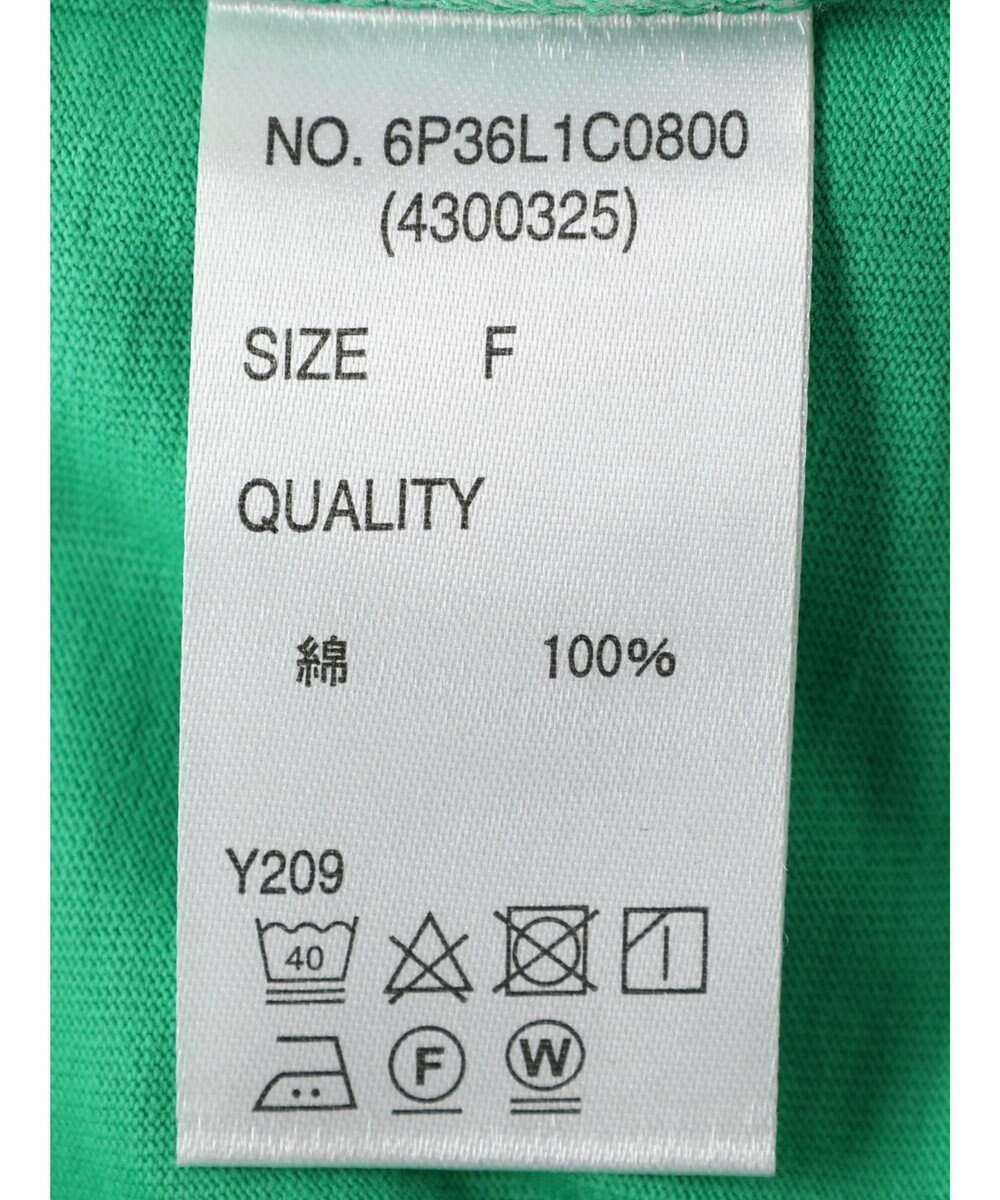 NO. 6P36L1C0800
(4300325)
SIZE F
QUALITY
綿 100%
Y209
40
F W